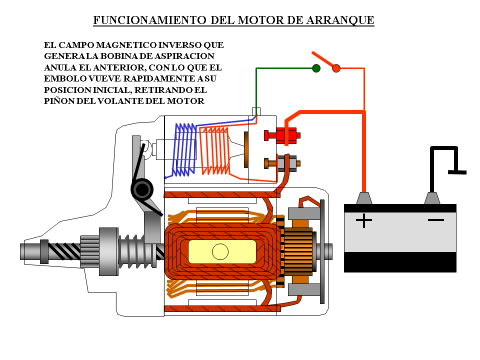 FUNCIONAMIENTO DEL MOTOR DE ARRANQUE
EL CAMPO MAGNETICO INVERSO QUE
GENERA LA BOBINA DE ASPIRACION
ANULA EL ANTERIOR, CON LO QUE EL
EMBOLO VUEVE RAPIDAMENTE A SU
POSICION INICIAL, RETIRANDO EL
PIÑON DEL VOLANTE DEL MOTOR
+ −